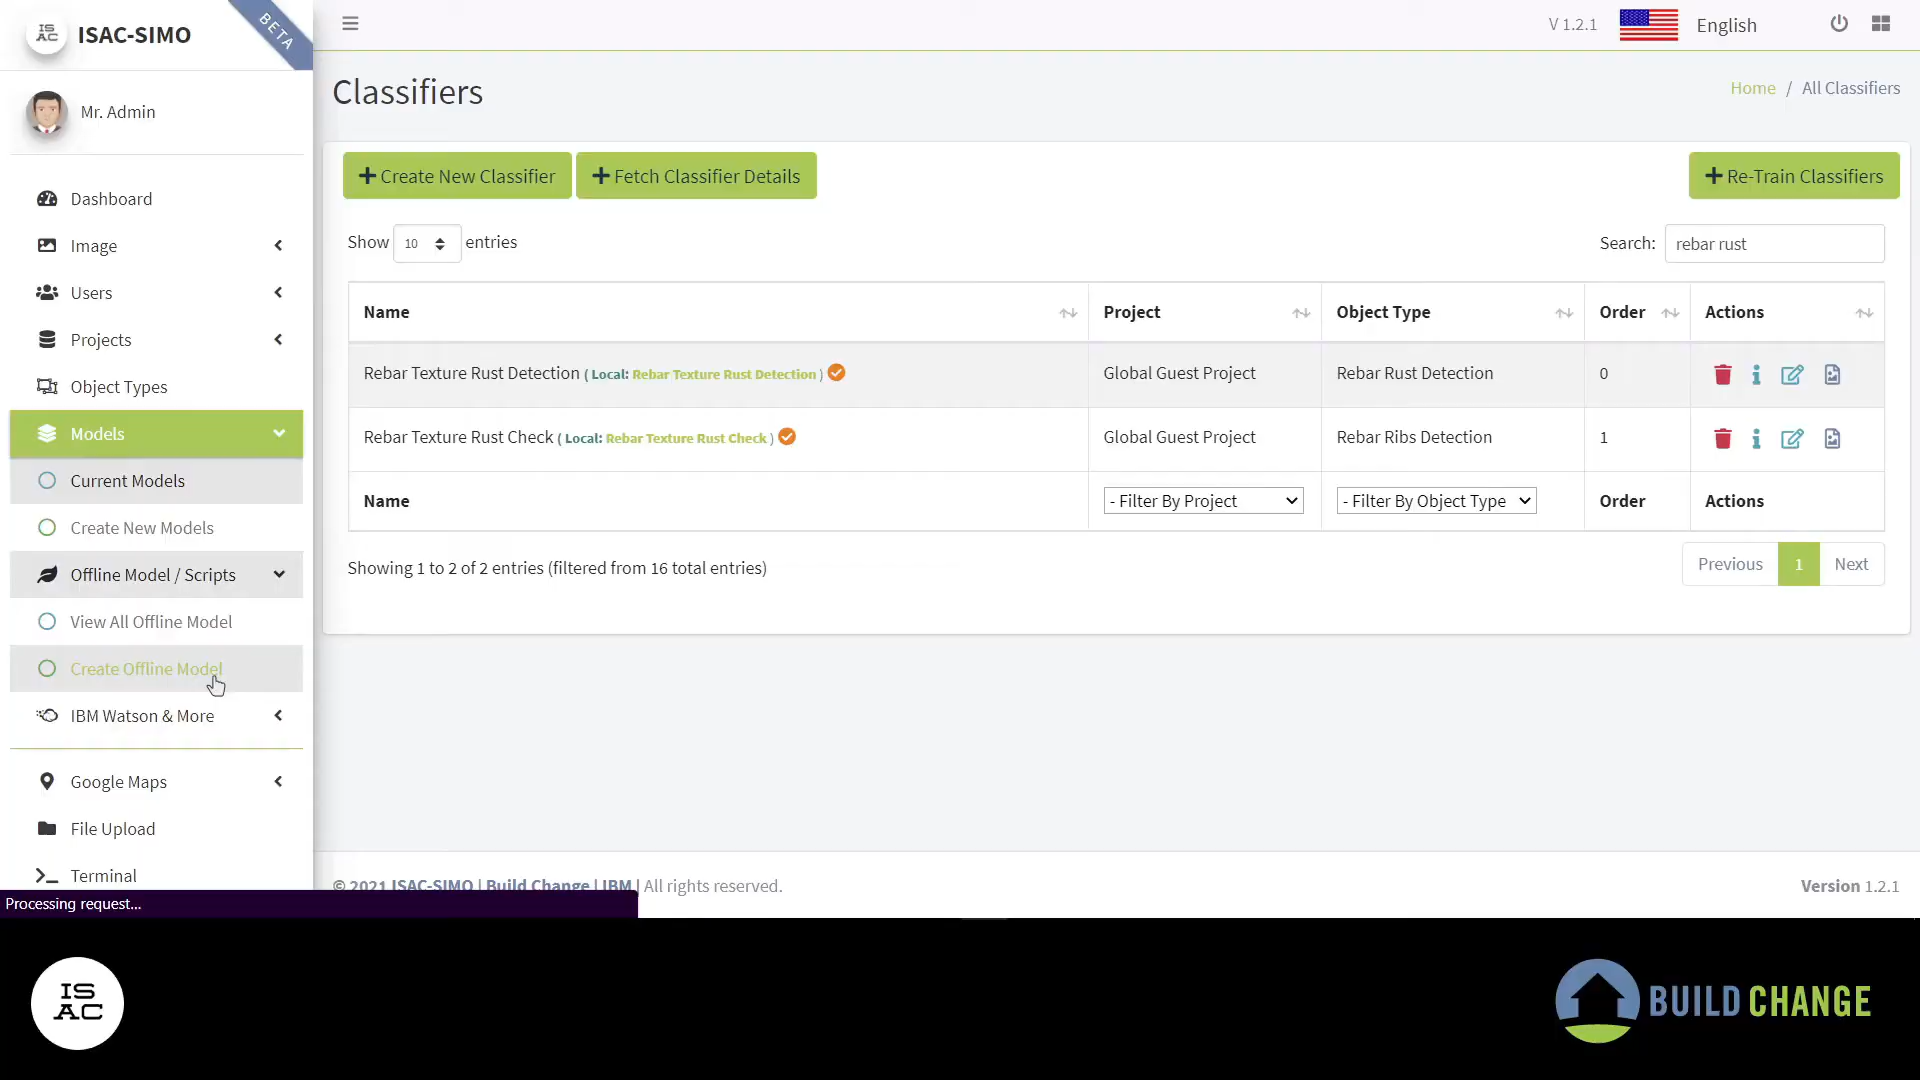 IS
AC
ISAC-SIMO
BETA
V 1.2.1
English
Mr. Admin
Classifiers
Home / All Classifiers
Create New Classifier
Fetch Classifier Details
Re-Train Classifiers
Dashboard
Image
Users
Projects
Object Types
Models
Current Models
Create New Models
Offline Model / Scripts
View All Offline Model
Create Offline Model
IBM Watson & More
Google Maps
File Upload
Terminal
Show 10 entries
Search: rebar rust
Name Project Object Type Order Actions
Rebar Texture Rust Detection ( Local: Rebar Texture Rust Detection ) Global Guest Project Rebar Rust Detection 0
Rebar Texture Rust Check ( Local: Rebar Texture Rust Check ) Global Guest Project Rebar Ribs Detection 1
Name - Filter By Project - Filter By Object Type Order Actions
Showing 1 to 2 of 2 entries (filtered from 16 total entries)
Previous 1 Next
© 2021 ISAC-SIMO | Build Change | IBM | All rights reserved.
Version 1.2.1
Processing request...
IS
AC
BUILD CHANGE